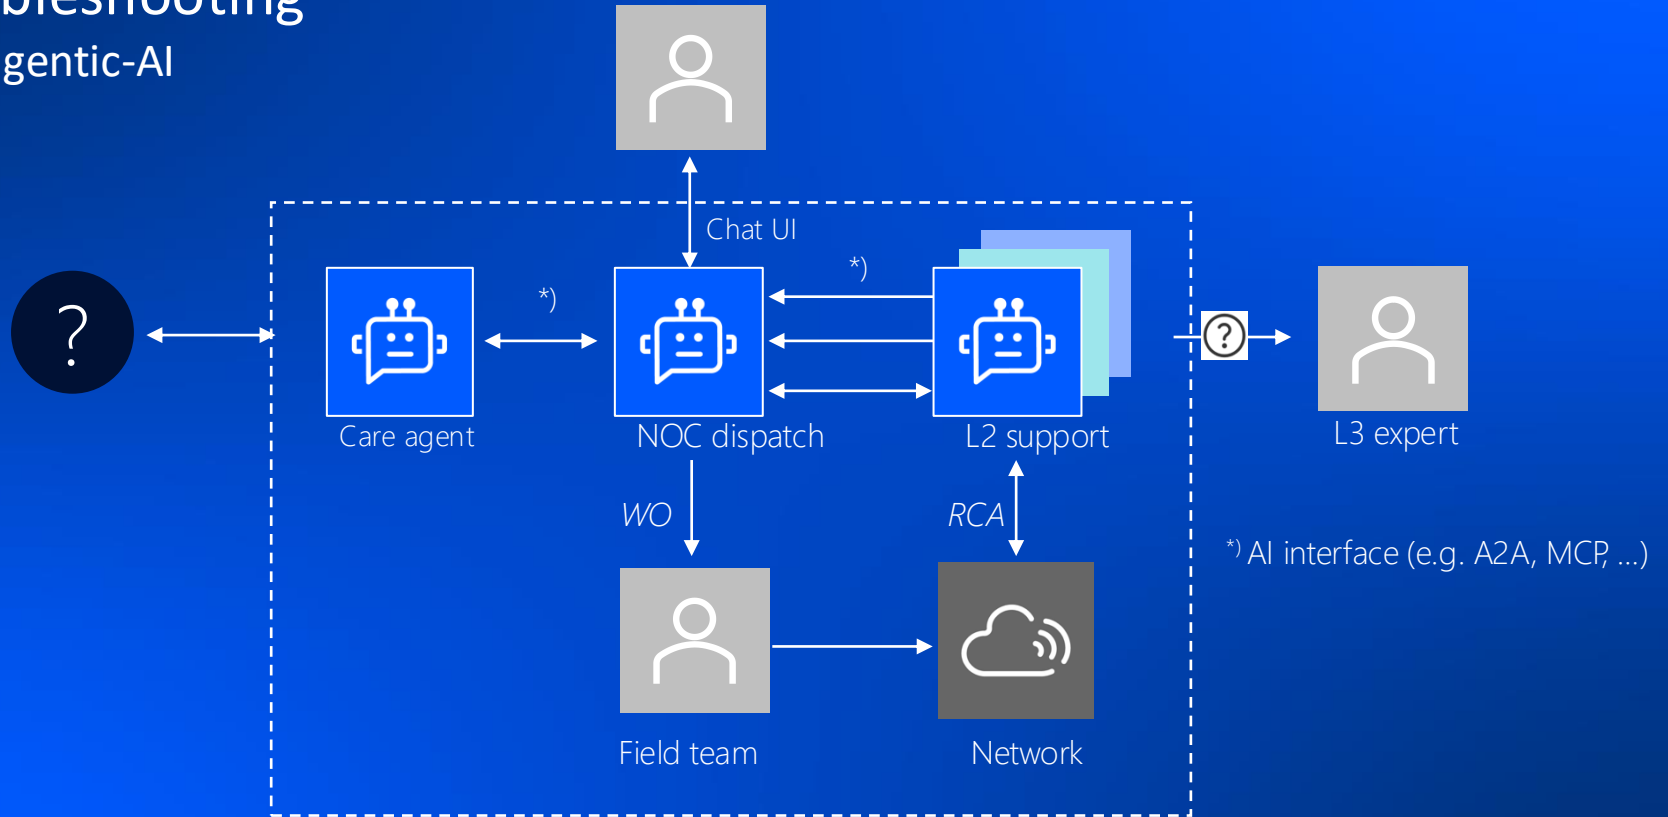 bleshooting
gentic-AI
Chat UI
*)
*)
?
?
Care agent
NOC dispatch
L2 support
L3 expert
WO
RCA
*) AI interface (e.g. A2A, MCP, ...)
Field team
Network